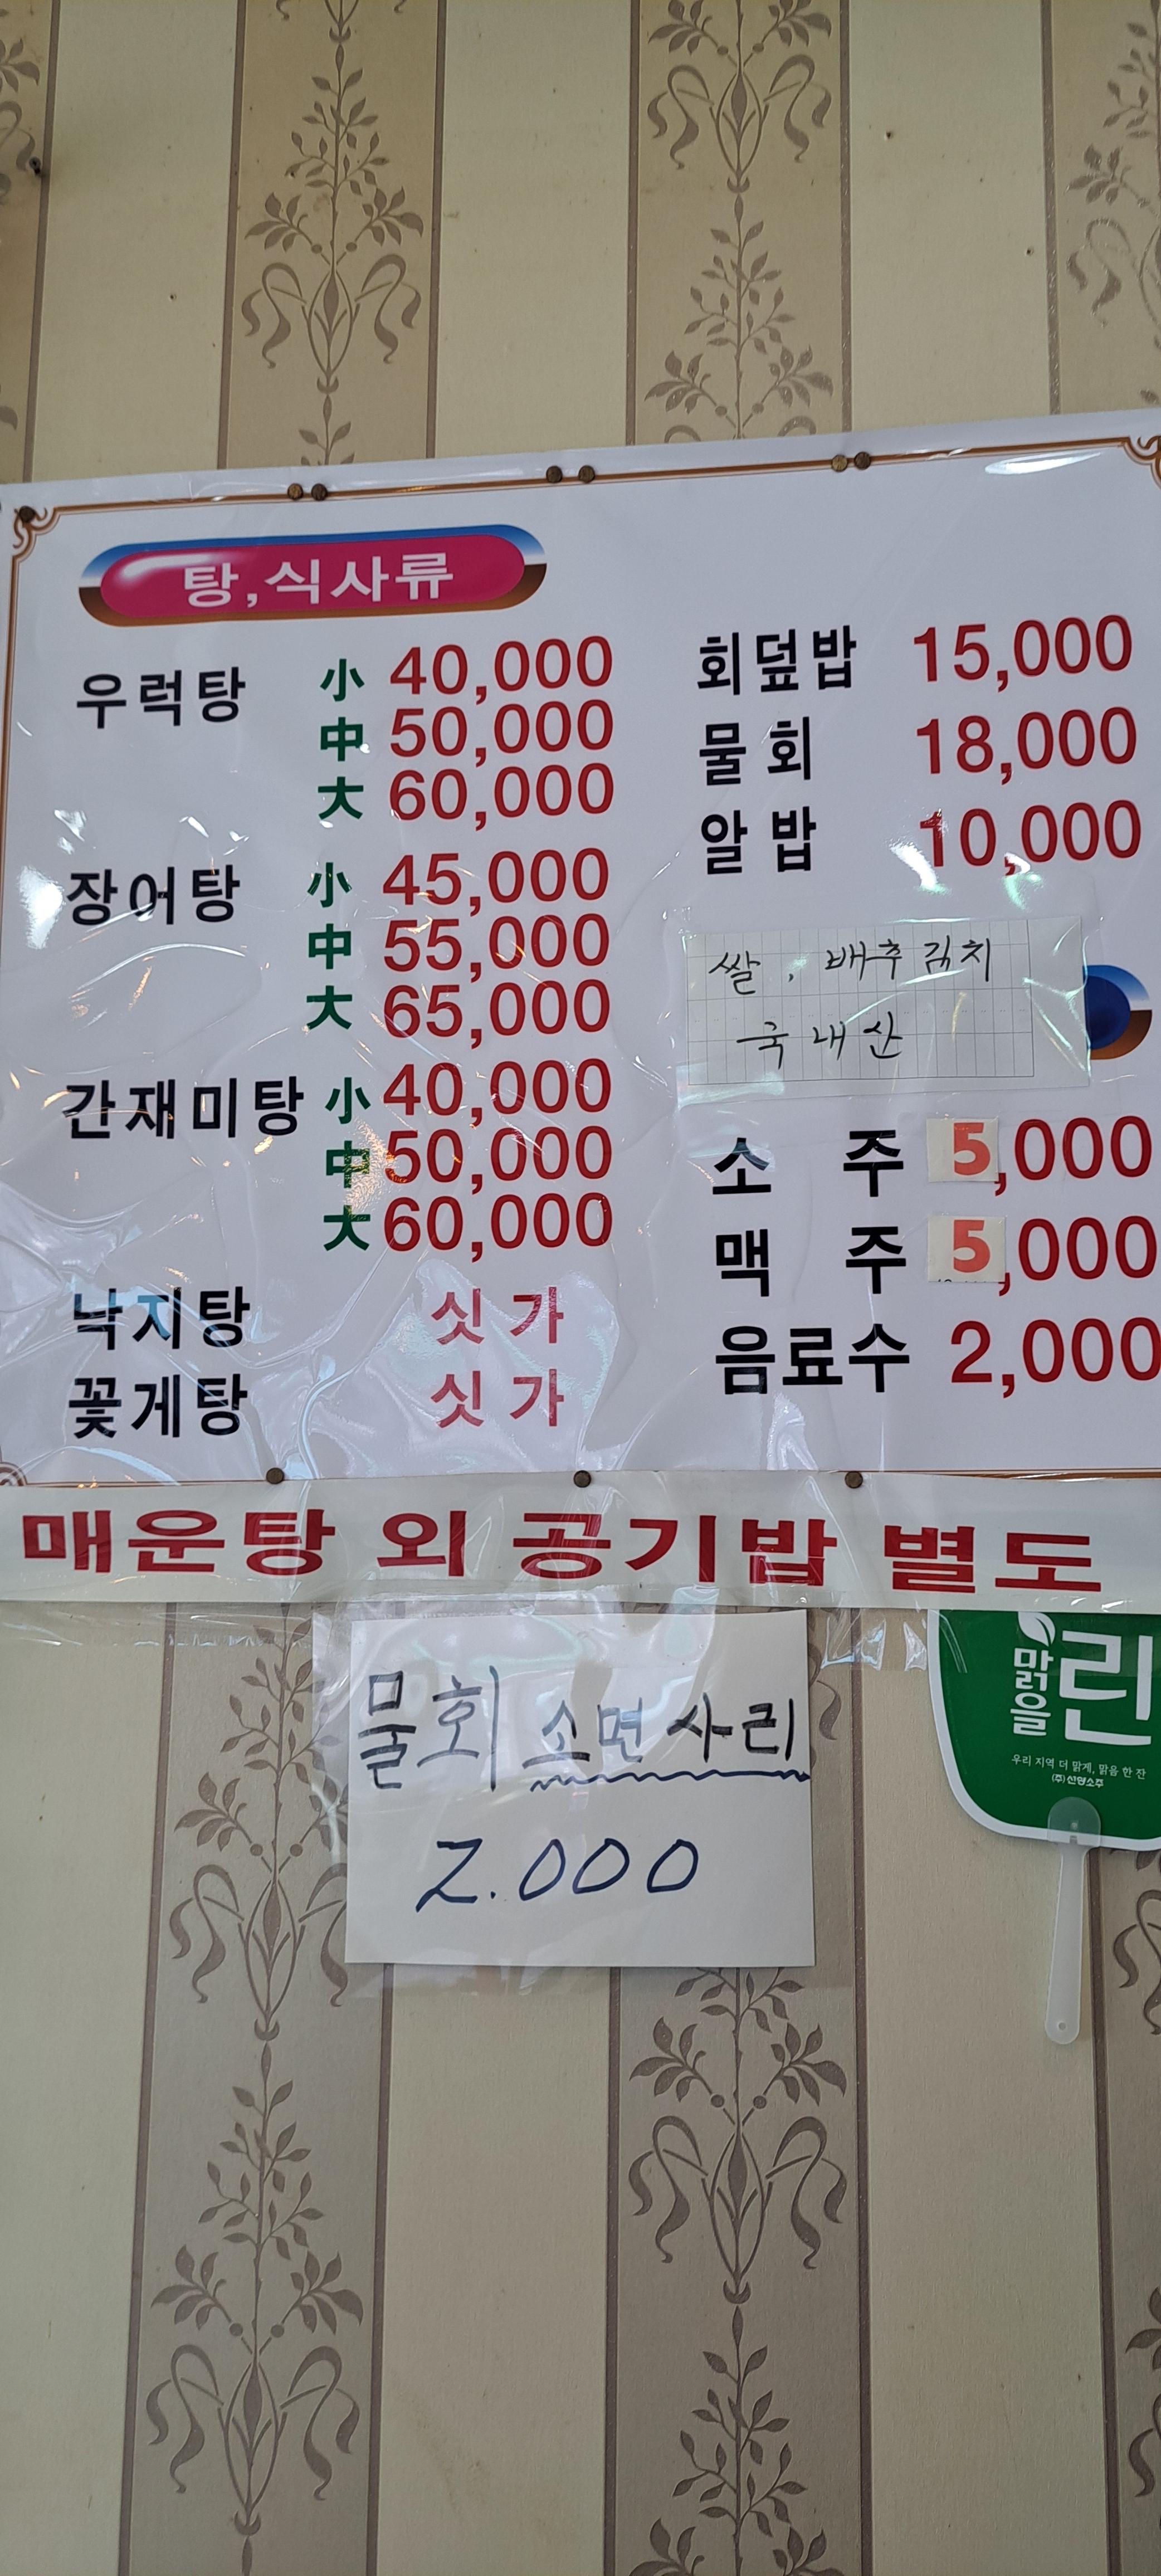 탕,식사류
우럭탕 小 40,000
中 50,000
大 60,000
장어탕 小 45,000
中 55,000
大 65,000
간재미탕 小 40,000
中 50,000
大 60,000
낙지탕 싯가
꽃게탕 싯가
회덮밥 15,000
물회 18,000
알밥 10,000
쌀, 배추김치
국내산
소주 5,000
맥주 5,000
음료수 2,000
매운탕 외 공기밥 별도
물회 소면사리
2.000
맑을
린
우리 지역 더 맑게, 맑음 한 잔
(주)선양소주